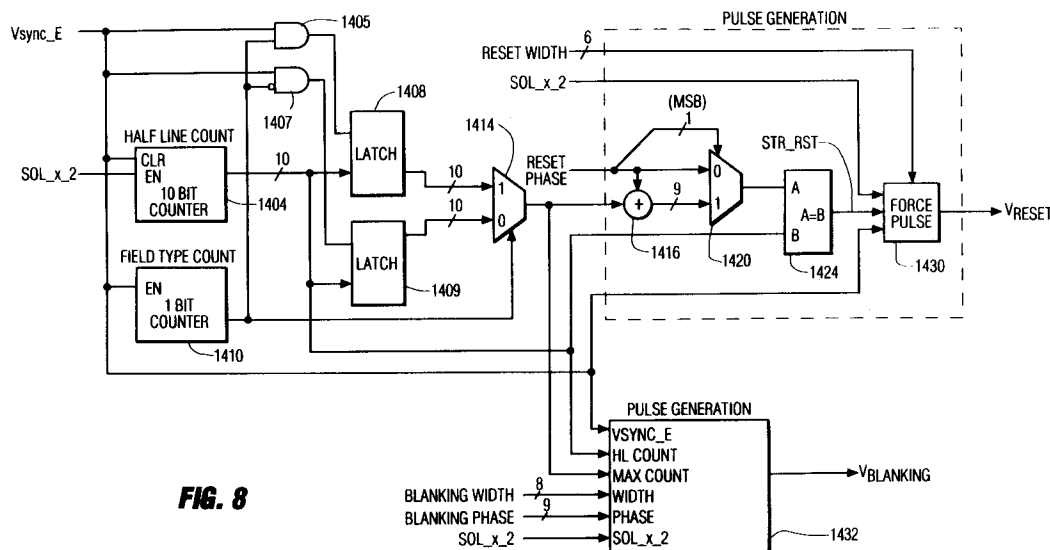 1405
PULSE GENERATION
Vsync_E
RESET WIDTH
6
SOL_x_2
1407
1408
LATCH
(MSB)
1
HALF LINE COUNT
1414
STR_RST
CLR
EN
10 BIT
COUNTER
SOL_x_2
10
1404
10
10
1
0
RESET
PHASE
+
9
0
1
A
A=B
B
FORCE
PULSE
VRESET
1416
1420
1424
1430
FIELD TYPE COUNT
LATCH
1409
EN
1 BIT
COUNTER
1410
PULSE GENERATION
VSYNC_E
HL COUNT
MAX COUNT
WIDTH
PHASE
SOL_x_2
VBLANKING
BLANKING WIDTH
8
BLANKING PHASE
9
SOL_x_2
1432
FIG. 8